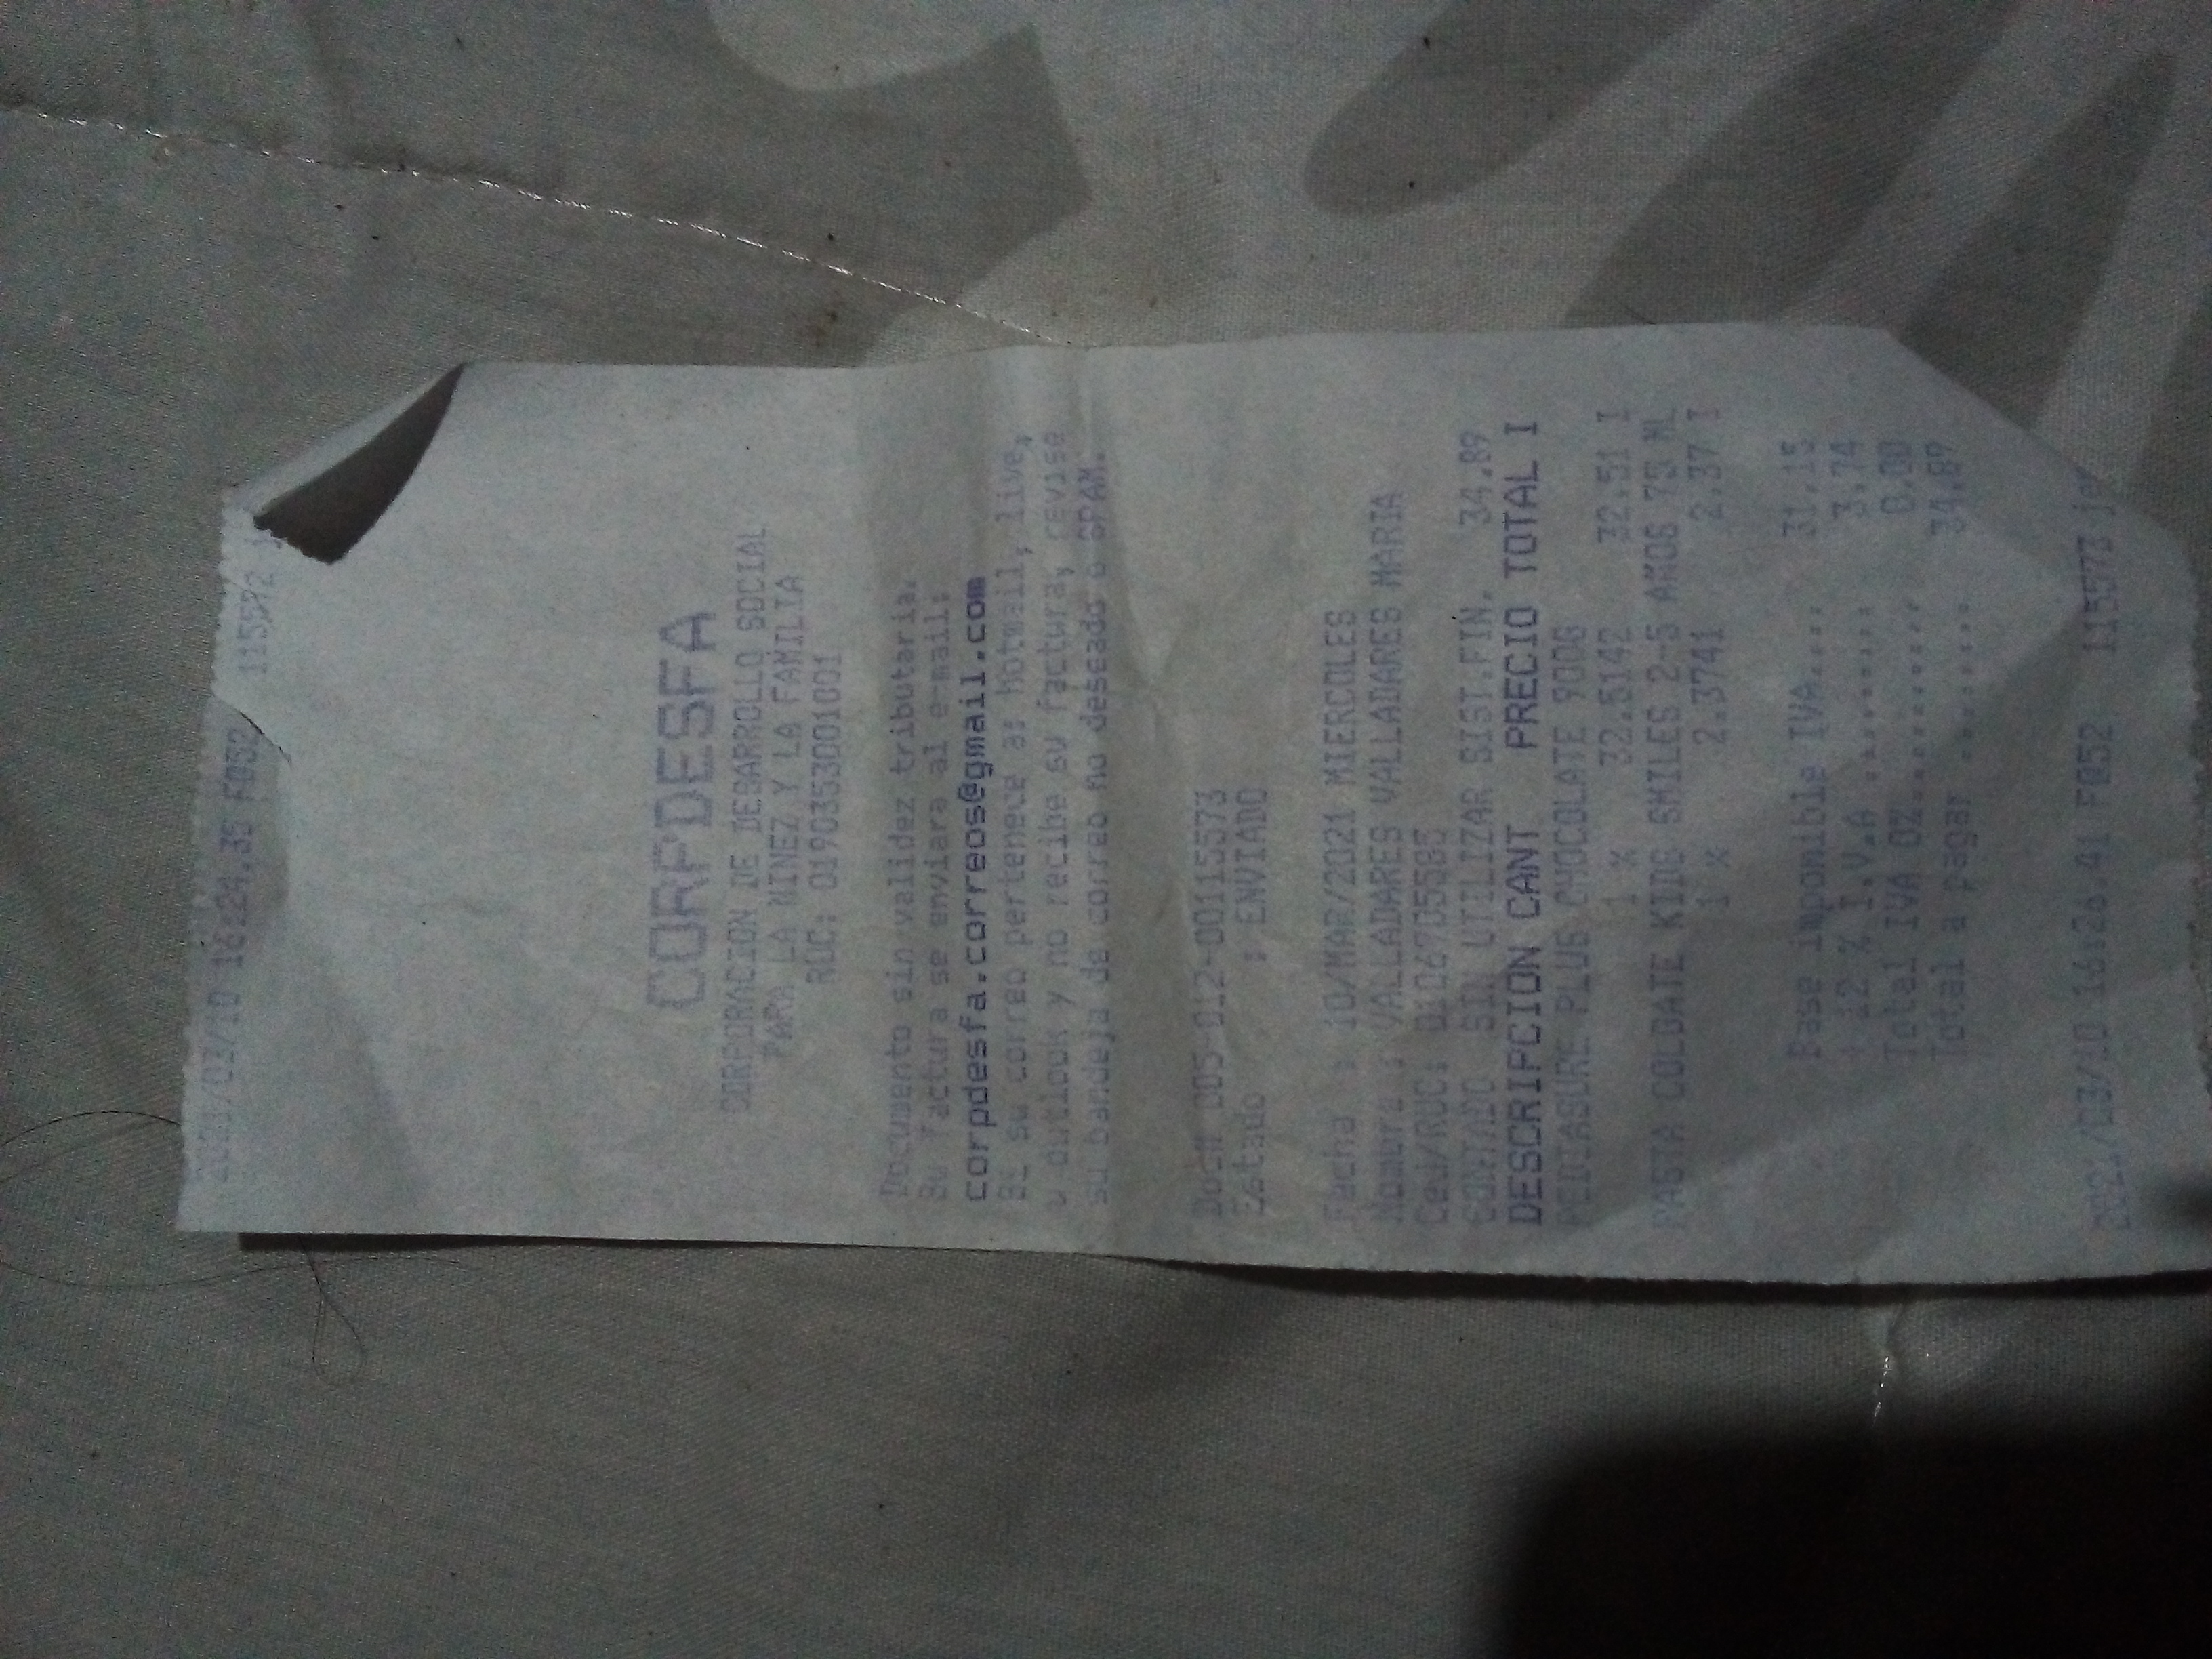 2021/03/10 16:24.35 F052 115572
CORPDESFA
CORPORACION DE DESARROLLO SOCIAL
PARA LA NINEZ Y LA FAMILIA
RUC: 0190353001001
Documento sin validez tributaria.
Su factura se enviara al e-mail:
corpdesfa.correos@gmail.com
Si su correo pertenece a: hotmail, live,
u outlook y no recibe su factura, revise
su bandeja de correo no deseado o SPAM.
Doc# 005-012-00115573
Estado : ENVIADO
Fecha : 10/MAR/2021 MIERCOLES
Nombre : VALLADARES VALLADARES MARIA
Ced/RUC: 0106705585
CONTADO SIN UTILIZAR SIST.FIN. 34.89
DESCRIPCION CANT PRECIO TOTAL I
PEDIASURE PLUS CHOCOLATE 900G
1 X 32.5142 32.51 I
PASTA COLGATE KIDS SMILES 2-5 AÑOS 75 ML
1 X 2.3741 2.37 I
Base imponible IVA..... 31.15
+ 12 % I.V.A ........ 3.74
Total IVA 0%........ 0.00
Total a pagar ....... 34.89
2021/03/10 16:26.41 F052 115573